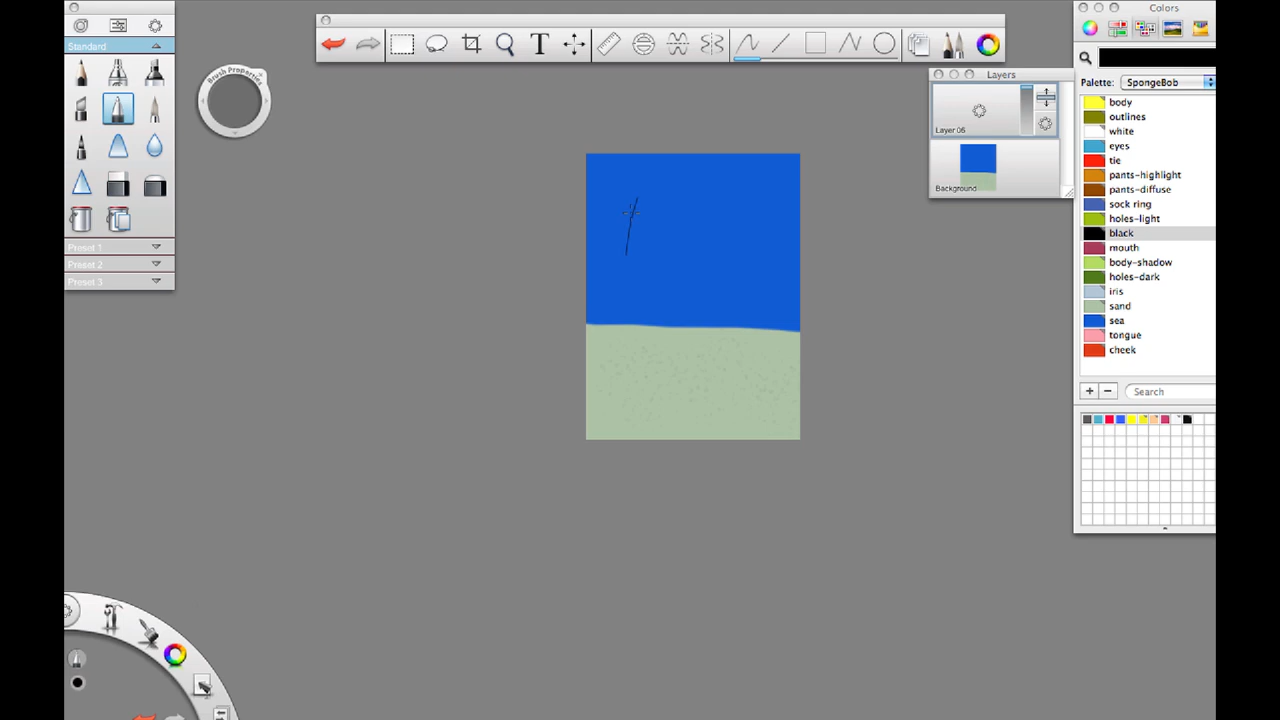 Colors
Standard
Brush Properties
T
Layers
Palette: SpongeBob
Layer 06
Background
body
outlines
white
eyes
tie
pants-highlight
pants-diffuse
sock ring
holes-light
black
mouth
body-shadow
holes-dark
iris
sand
sea
tongue
cheek
Preset 1
Preset 2
Preset 3
+ -
Search